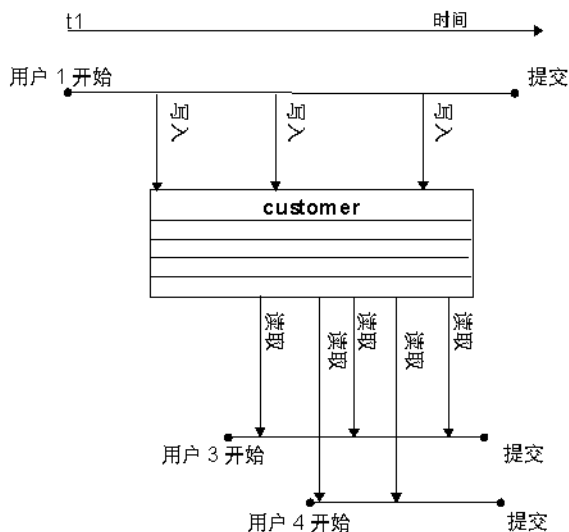 t1 时间
用户 1 开始 提交
写入 写入 写入
customer
读取 读取 读取 读取 读取
用户 3 开始 提交
用户 4 开始 提交